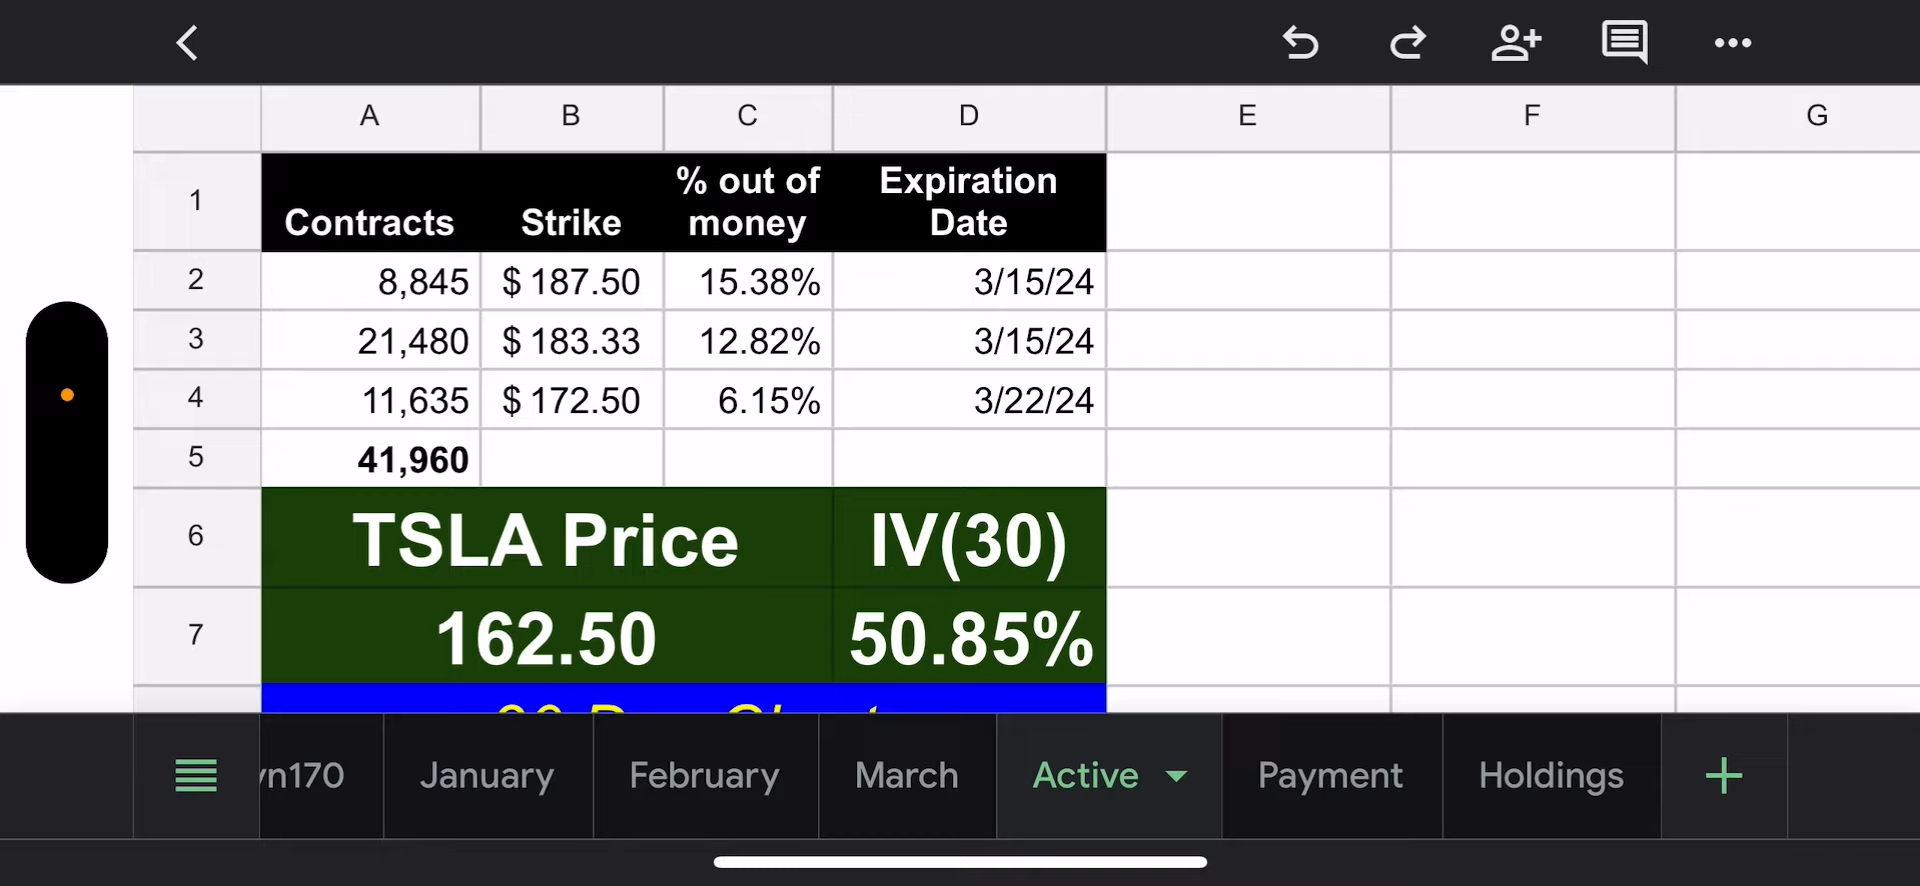 A B C D E F G
1 Contracts Strike % out of money Expiration Date
2 8,845 $ 187.50 15.38% 3/15/24
3 21,480 $ 183.33 12.82% 3/15/24
4 11,635 $ 172.50 6.15% 3/22/24
5 41,960
6 TSLA Price IV(30)
7 162.50 50.85%
vn170 January February March Active Payment Holdings